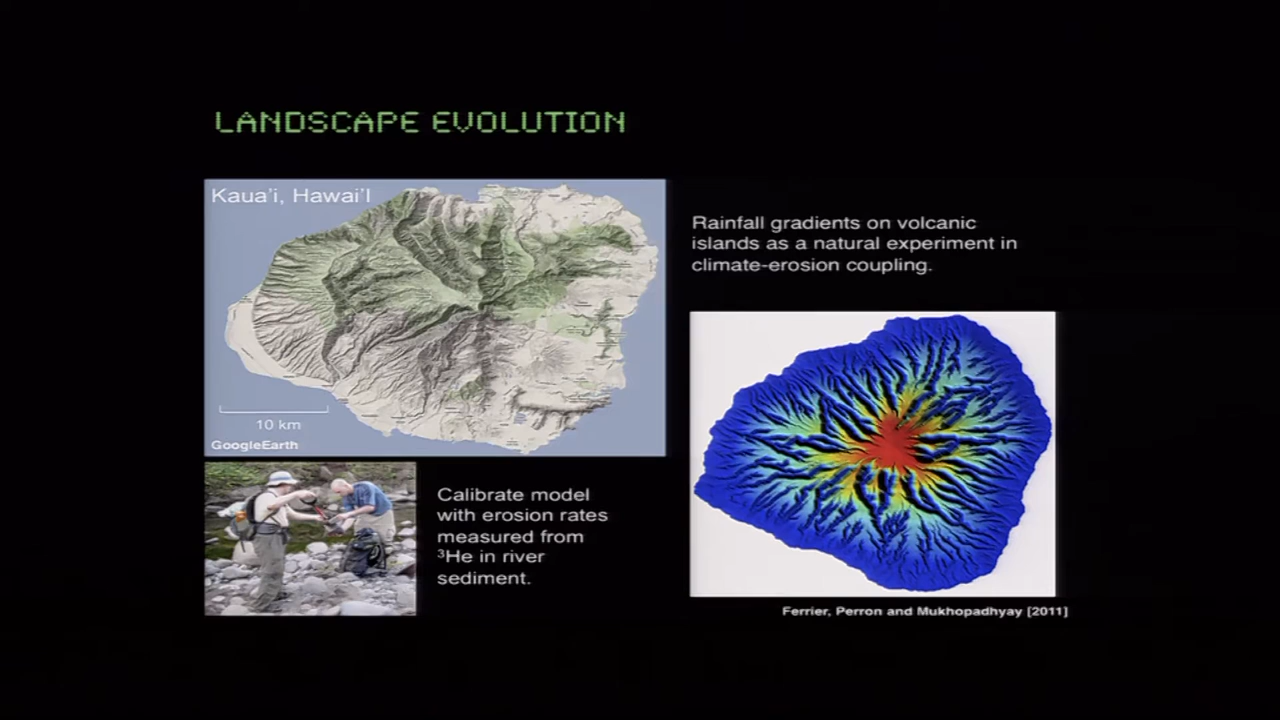 LANDSCAPE EVOLUTION
Kaua'i, Hawai'I
10 km
GoogleEarth
Rainfall gradients on volcanic
islands as a natural experiment in
climate-erosion coupling.
Calibrate model
with erosion rates
measured from
³He in river
sediment.
Ferrier, Perron and Mukhopadhyay [2011]